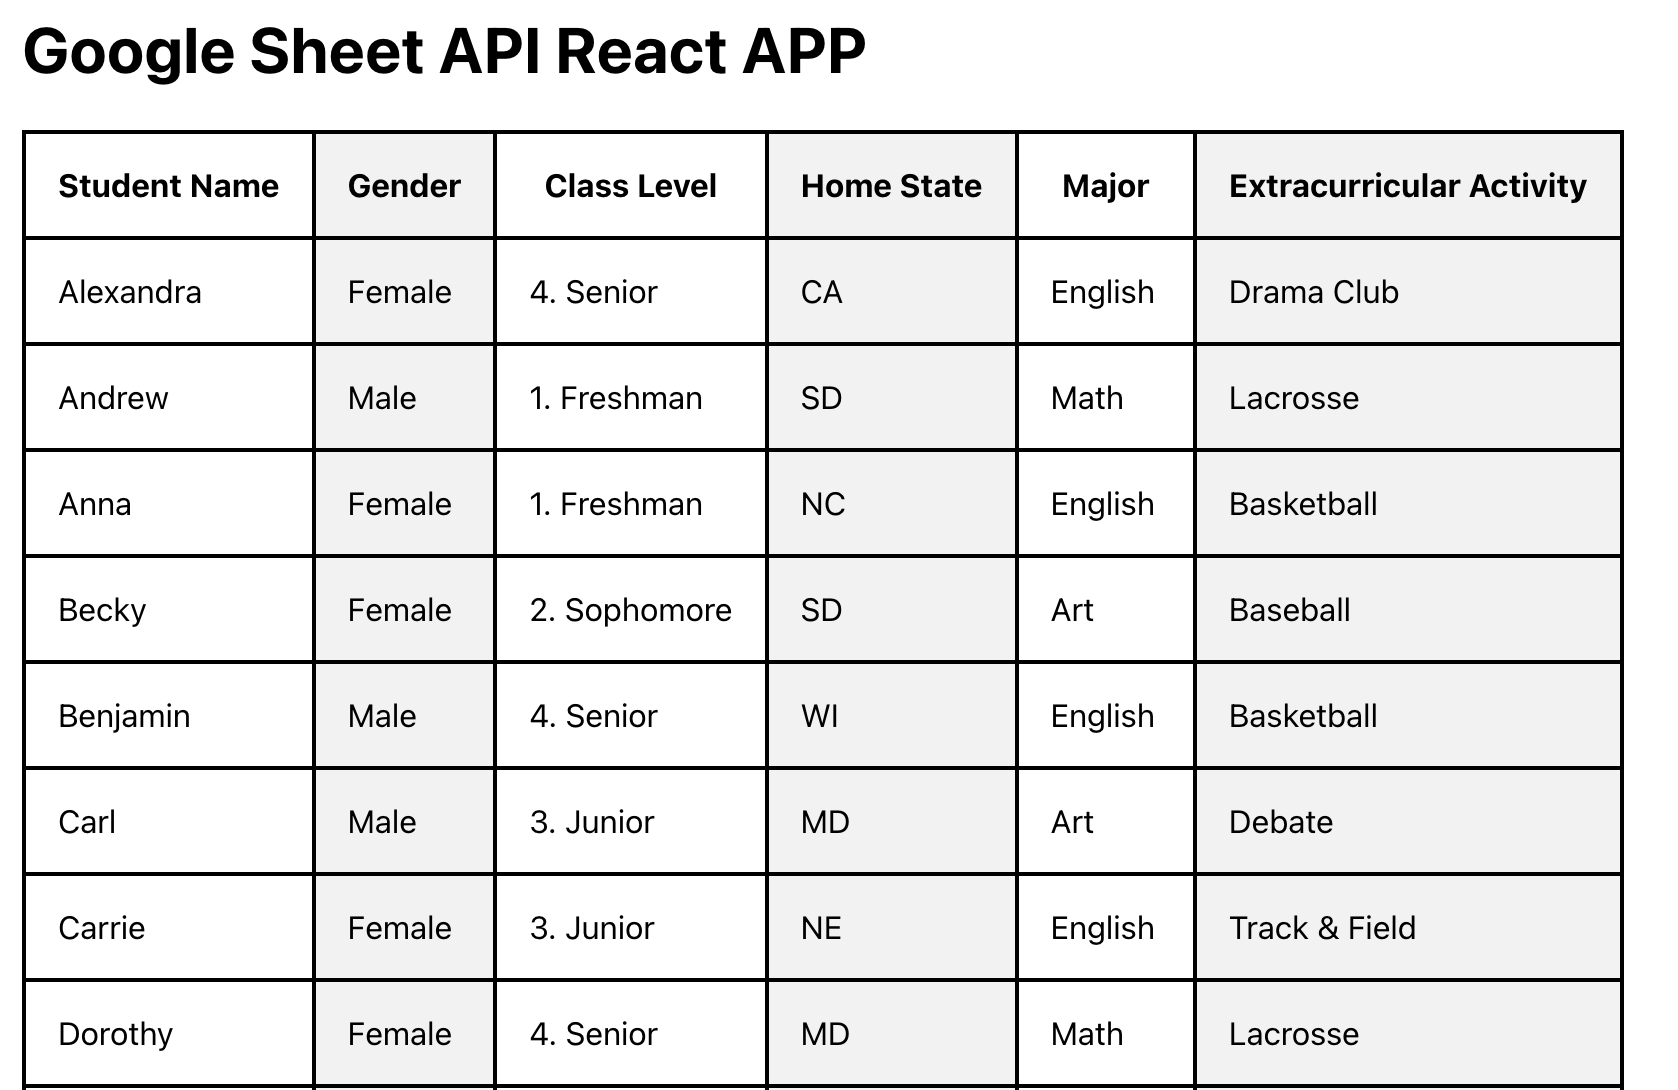 Google Sheet API React APP
Student Name Gender Class Level Home State Major Extracurricular Activity
Alexandra Female 4. Senior CA English Drama Club
Andrew Male 1. Freshman SD Math Lacrosse
Anna Female 1. Freshman NC English Basketball
Becky Female 2. Sophomore SD Art Baseball
Benjamin Male 4. Senior WI English Basketball
Carl Male 3. Junior MD Art Debate
Carrie Female 3. Junior NE English Track & Field
Dorothy Female 4. Senior MD Math Lacrosse